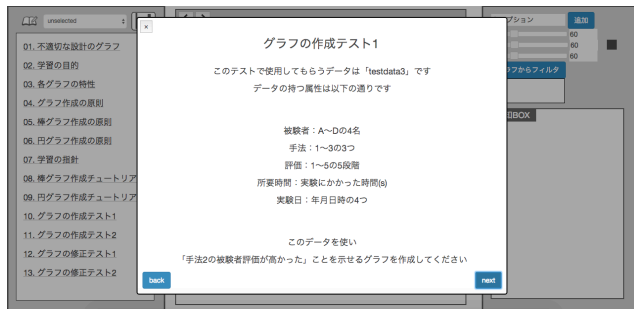 unselected
01. 不適切な設計のグラフ
02. 学習の目的
03. 各グラフの特性
04. グラフ作成の原則
05. 棒グラフ作成の原則
06. 円グラフ作成の原則
07. 学習の指針
08. 棒グラフ作成チュートリア
09. 円グラフ作成チュートリア
10. グラフの作成テスト1
11. グラフの作成テスト2
12. グラフの修正テスト1
13. グラフの修正テスト2
×
グラフの作成テスト1
このテストで使用してもらうデータは「testdata3」です
データの持つ属性は以下の通りです
被験者：A〜Dの4名
手法：1〜3の3つ
評価：1〜5の5段階
所要時間：実験にかかった時間(s)
実験日：年月日時の4つ
このデータを使い
「手法2の被験者評価が高かった」ことを示せるグラフを作成してください
back
next
プション
追加
60
60
60
フからフィルタ
BOX